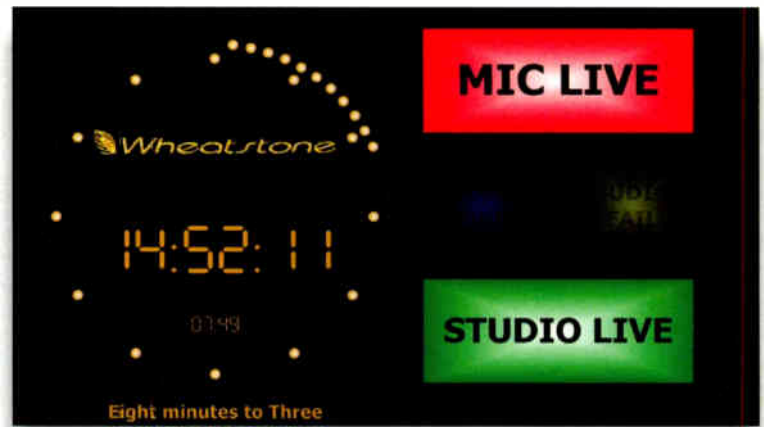 MIC LIVE
Wheatstone
14:52:11
07:49
STUDIO LIVE
Eight minutes to Three